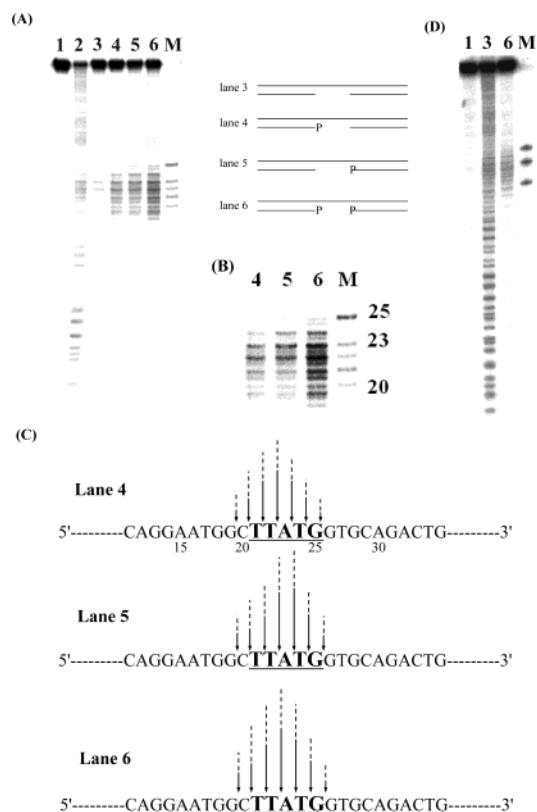 (A)
1 2 3 4 5 6 M
lane 3
lane 4
P
lane 5
P
lane 6
P P
(D)
1 3 6 M
(B)
4 5 6 M
25
23
20
(C)
Lane 4
5'---------CAGGAATGGCTTATGGTGCAGACTG--------3'
15 20 25 30
Lane 5
5'---------CAGGAATGGCTTATGGTGCAGACTG--------3'
Lane 6
5'---------CAGGAATGGCTTATGGTGCAGACTG--------3'